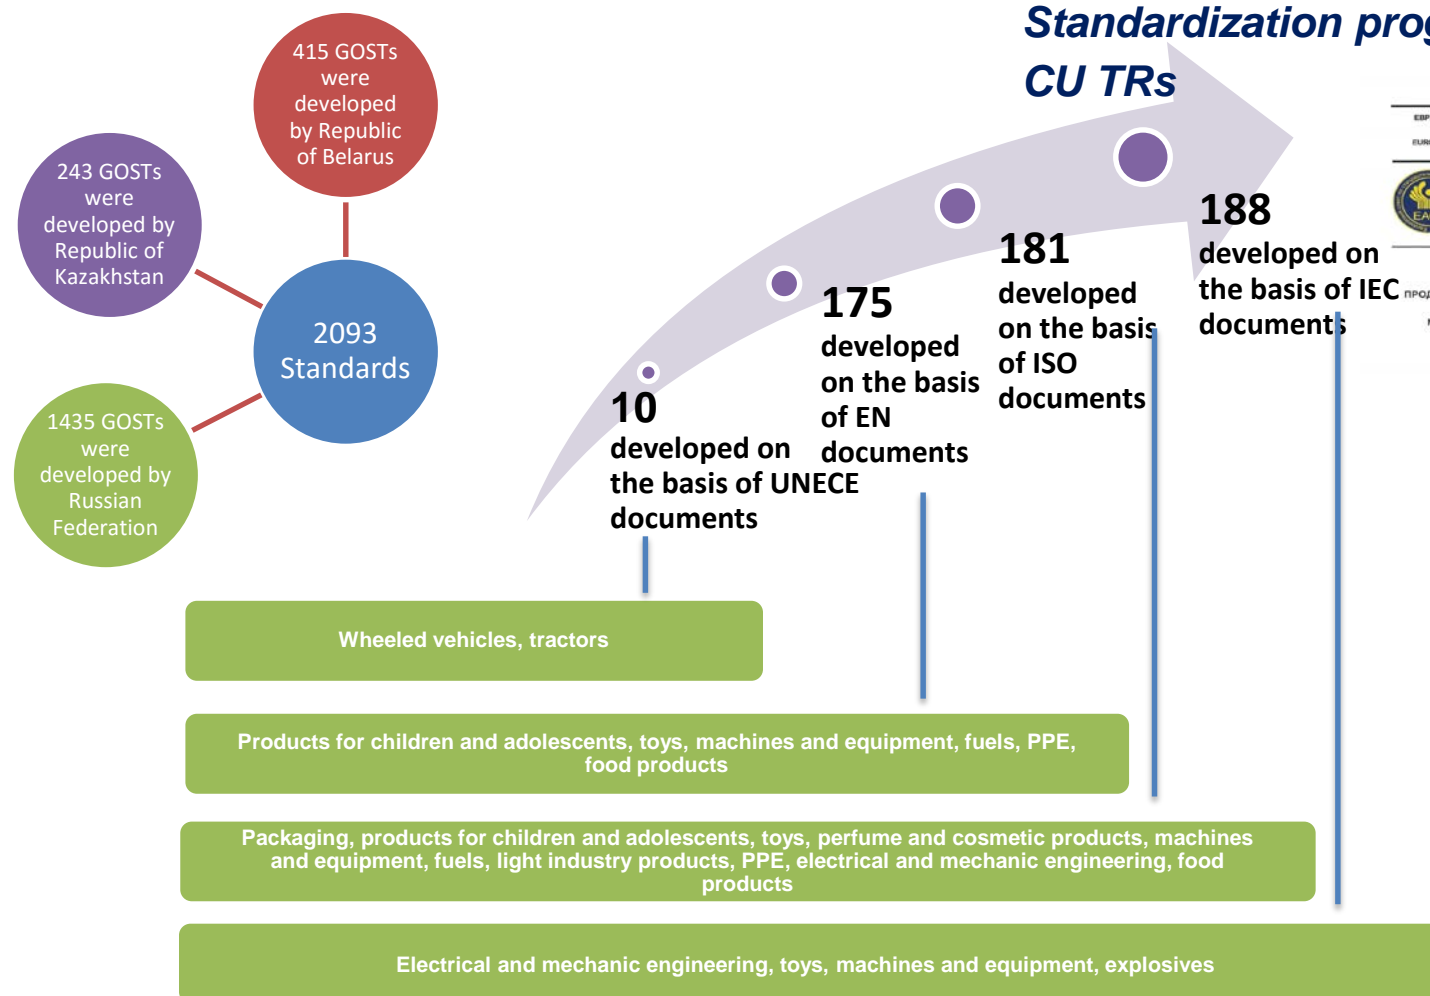 Standardization prog
CU TRs
415 GOSTs
were
developed
by Republic
of Belarus
243 GOSTs
were
developed by
Republic of
Kazakhstan
2093
Standards
1435 GOSTs
were
developed by
Russian
Federation
10
developed on
the basis of UNECE
documents
175
developed
on the basis
of EN
documents
181
developed
on the basis
of ISO
documents
188
developed on
the basis of IEC
documents
ЕВР
EUR
EA
ПРОД
Wheeled vehicles, tractors
Products for children and adolescents, toys, machines and equipment, fuels, PPE,
food products
Packaging, products for children and adolescents, toys, perfume and cosmetic products, machines
and equipment, fuels, light industry products, PPE, electrical and mechanic engineering, food
products
Electrical and mechanic engineering, toys, machines and equipment, explosives